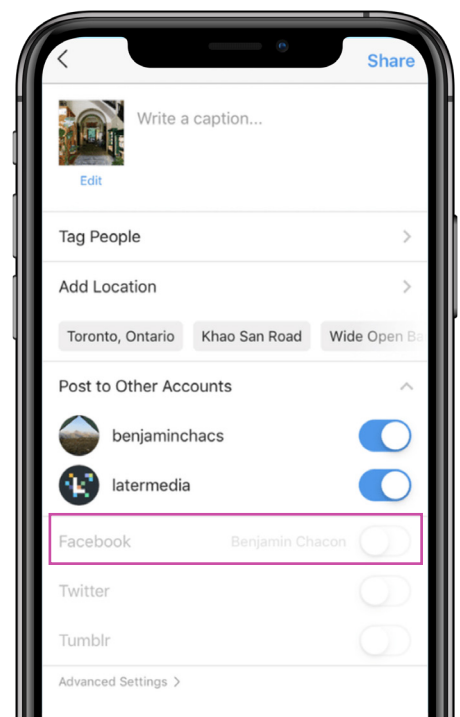 Share
Write a caption...
Edit
Tag People
Add Location
Toronto, Ontario Khao San Road Wide Open Ba
Post to Other Accounts
benjaminchacs
latermedia
Facebook Benjamin Chacon
Twitter
Tumblr
Advanced Settings